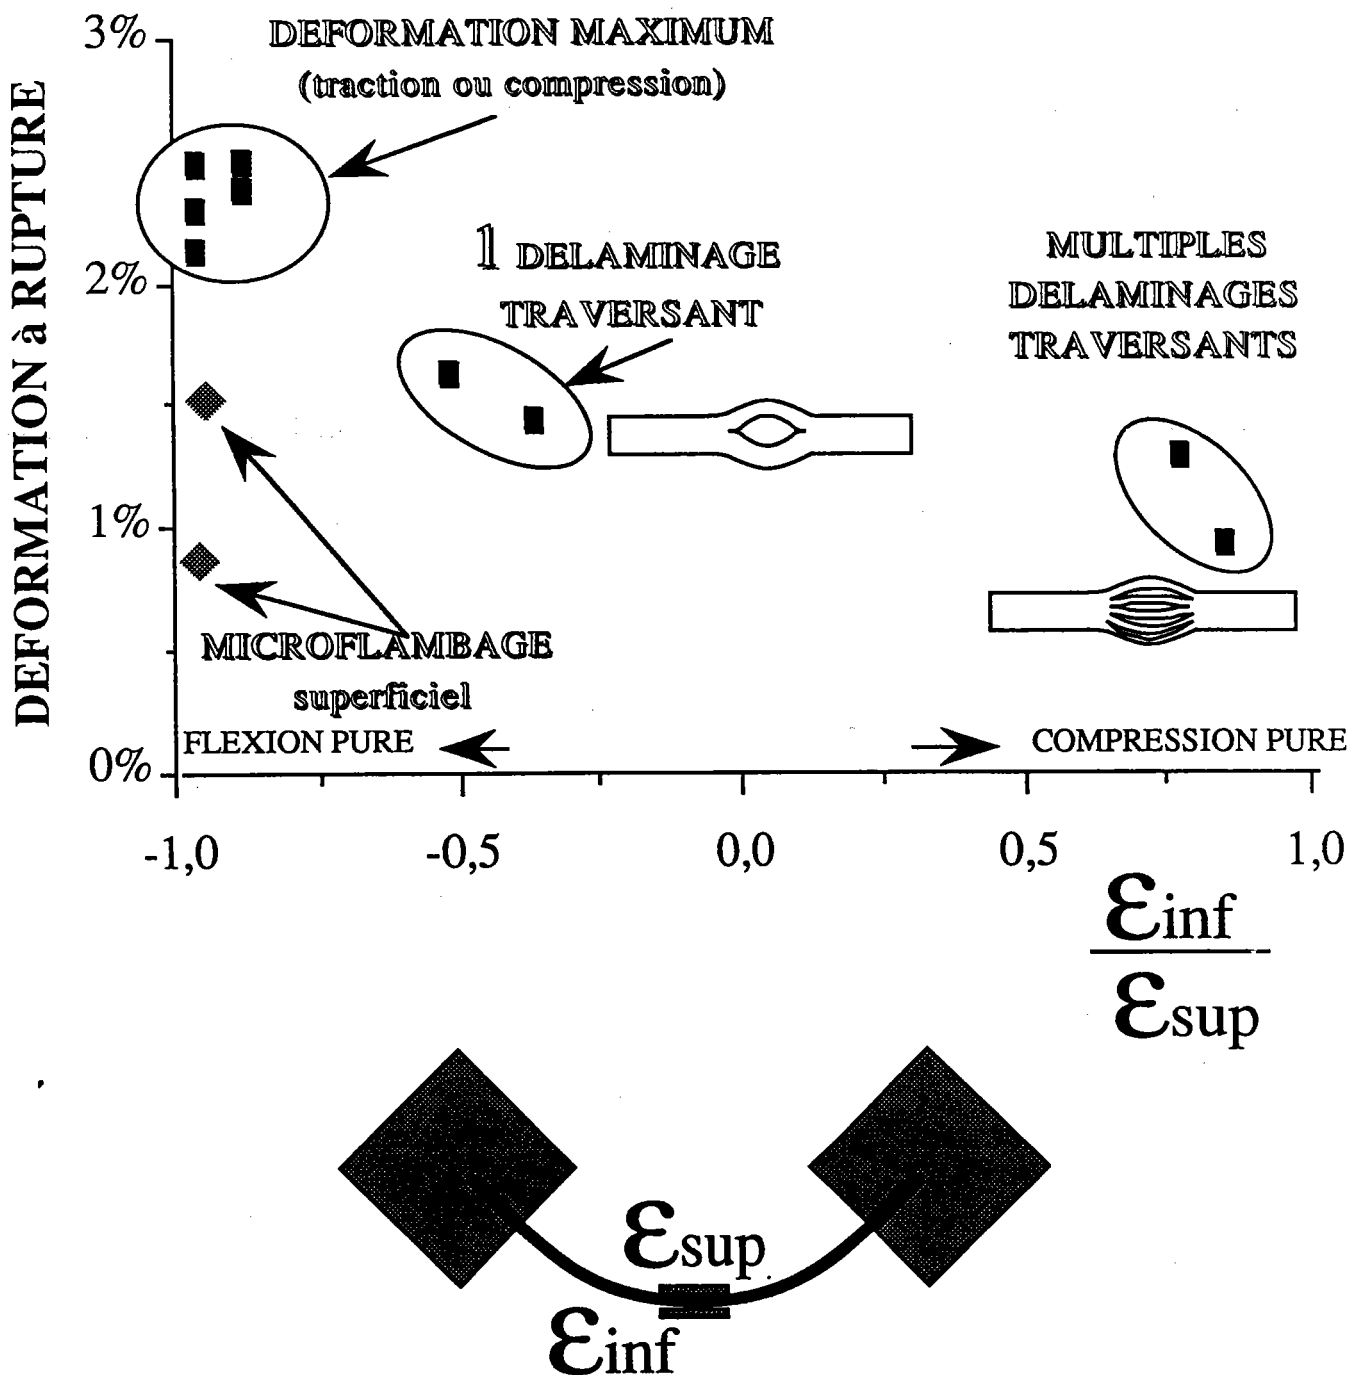 3%
DEFORMATION MAXIMUM
(traction ou compression)
DEFORMATION à RUPTURE
1 DELAMINAGE
TRAVERSANT
MULTIPLES
DELAMINAGES
TRAVERSANTS
2%
1%
MICROFLAMBAGE
superficiel
FLEXION PURE
COMPRESSION PURE
0%
-1,0 -0,5 0,0 0,5 1,0
εinf
εsup
εsup
εinf